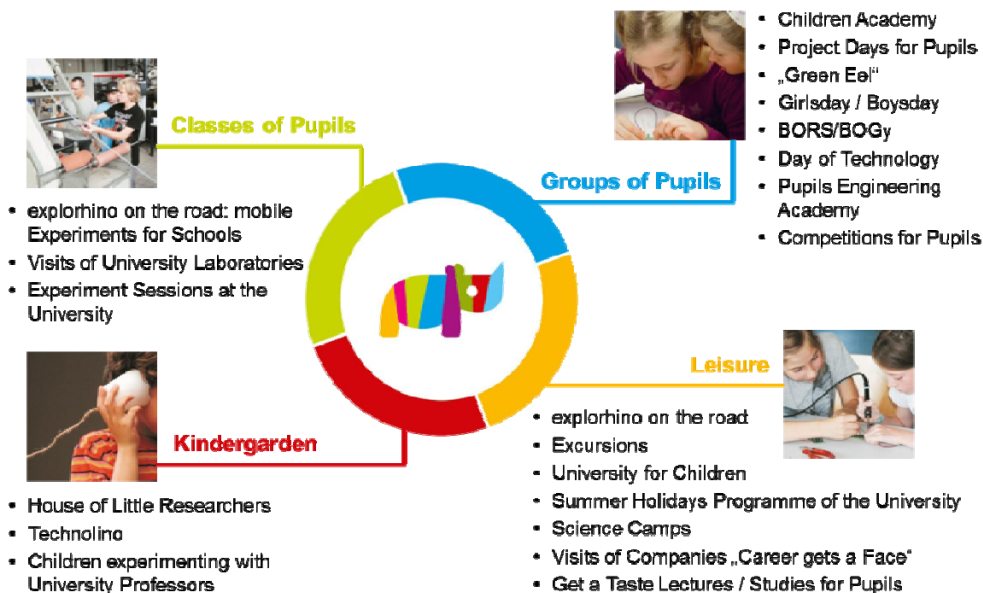 Classes of Pupils
• explorhino on the road: mobile
Experiments for Schools
• Visits of University Laboratories
• Experiment Sessions at the
University
Groups of Pupils
• Children Academy
• Project Days for Pupils
• „Green Eel“
• Girlsday / Boysday
• BORS/BOGy
• Day of Technology
• Pupils Engineering
Academy
• Competitions for Pupils
Kindergarden
• House of Little Researchers
• Technolino
• Children experimenting with
University Professors
Leisure
• explorhino on the road
• Excursions
• University for Children
• Summer Holidays Programme of the University
• Science Camps
• Visits of Companies „Career gets a Face“
• Get a Taste Lectures / Studies for Pupils